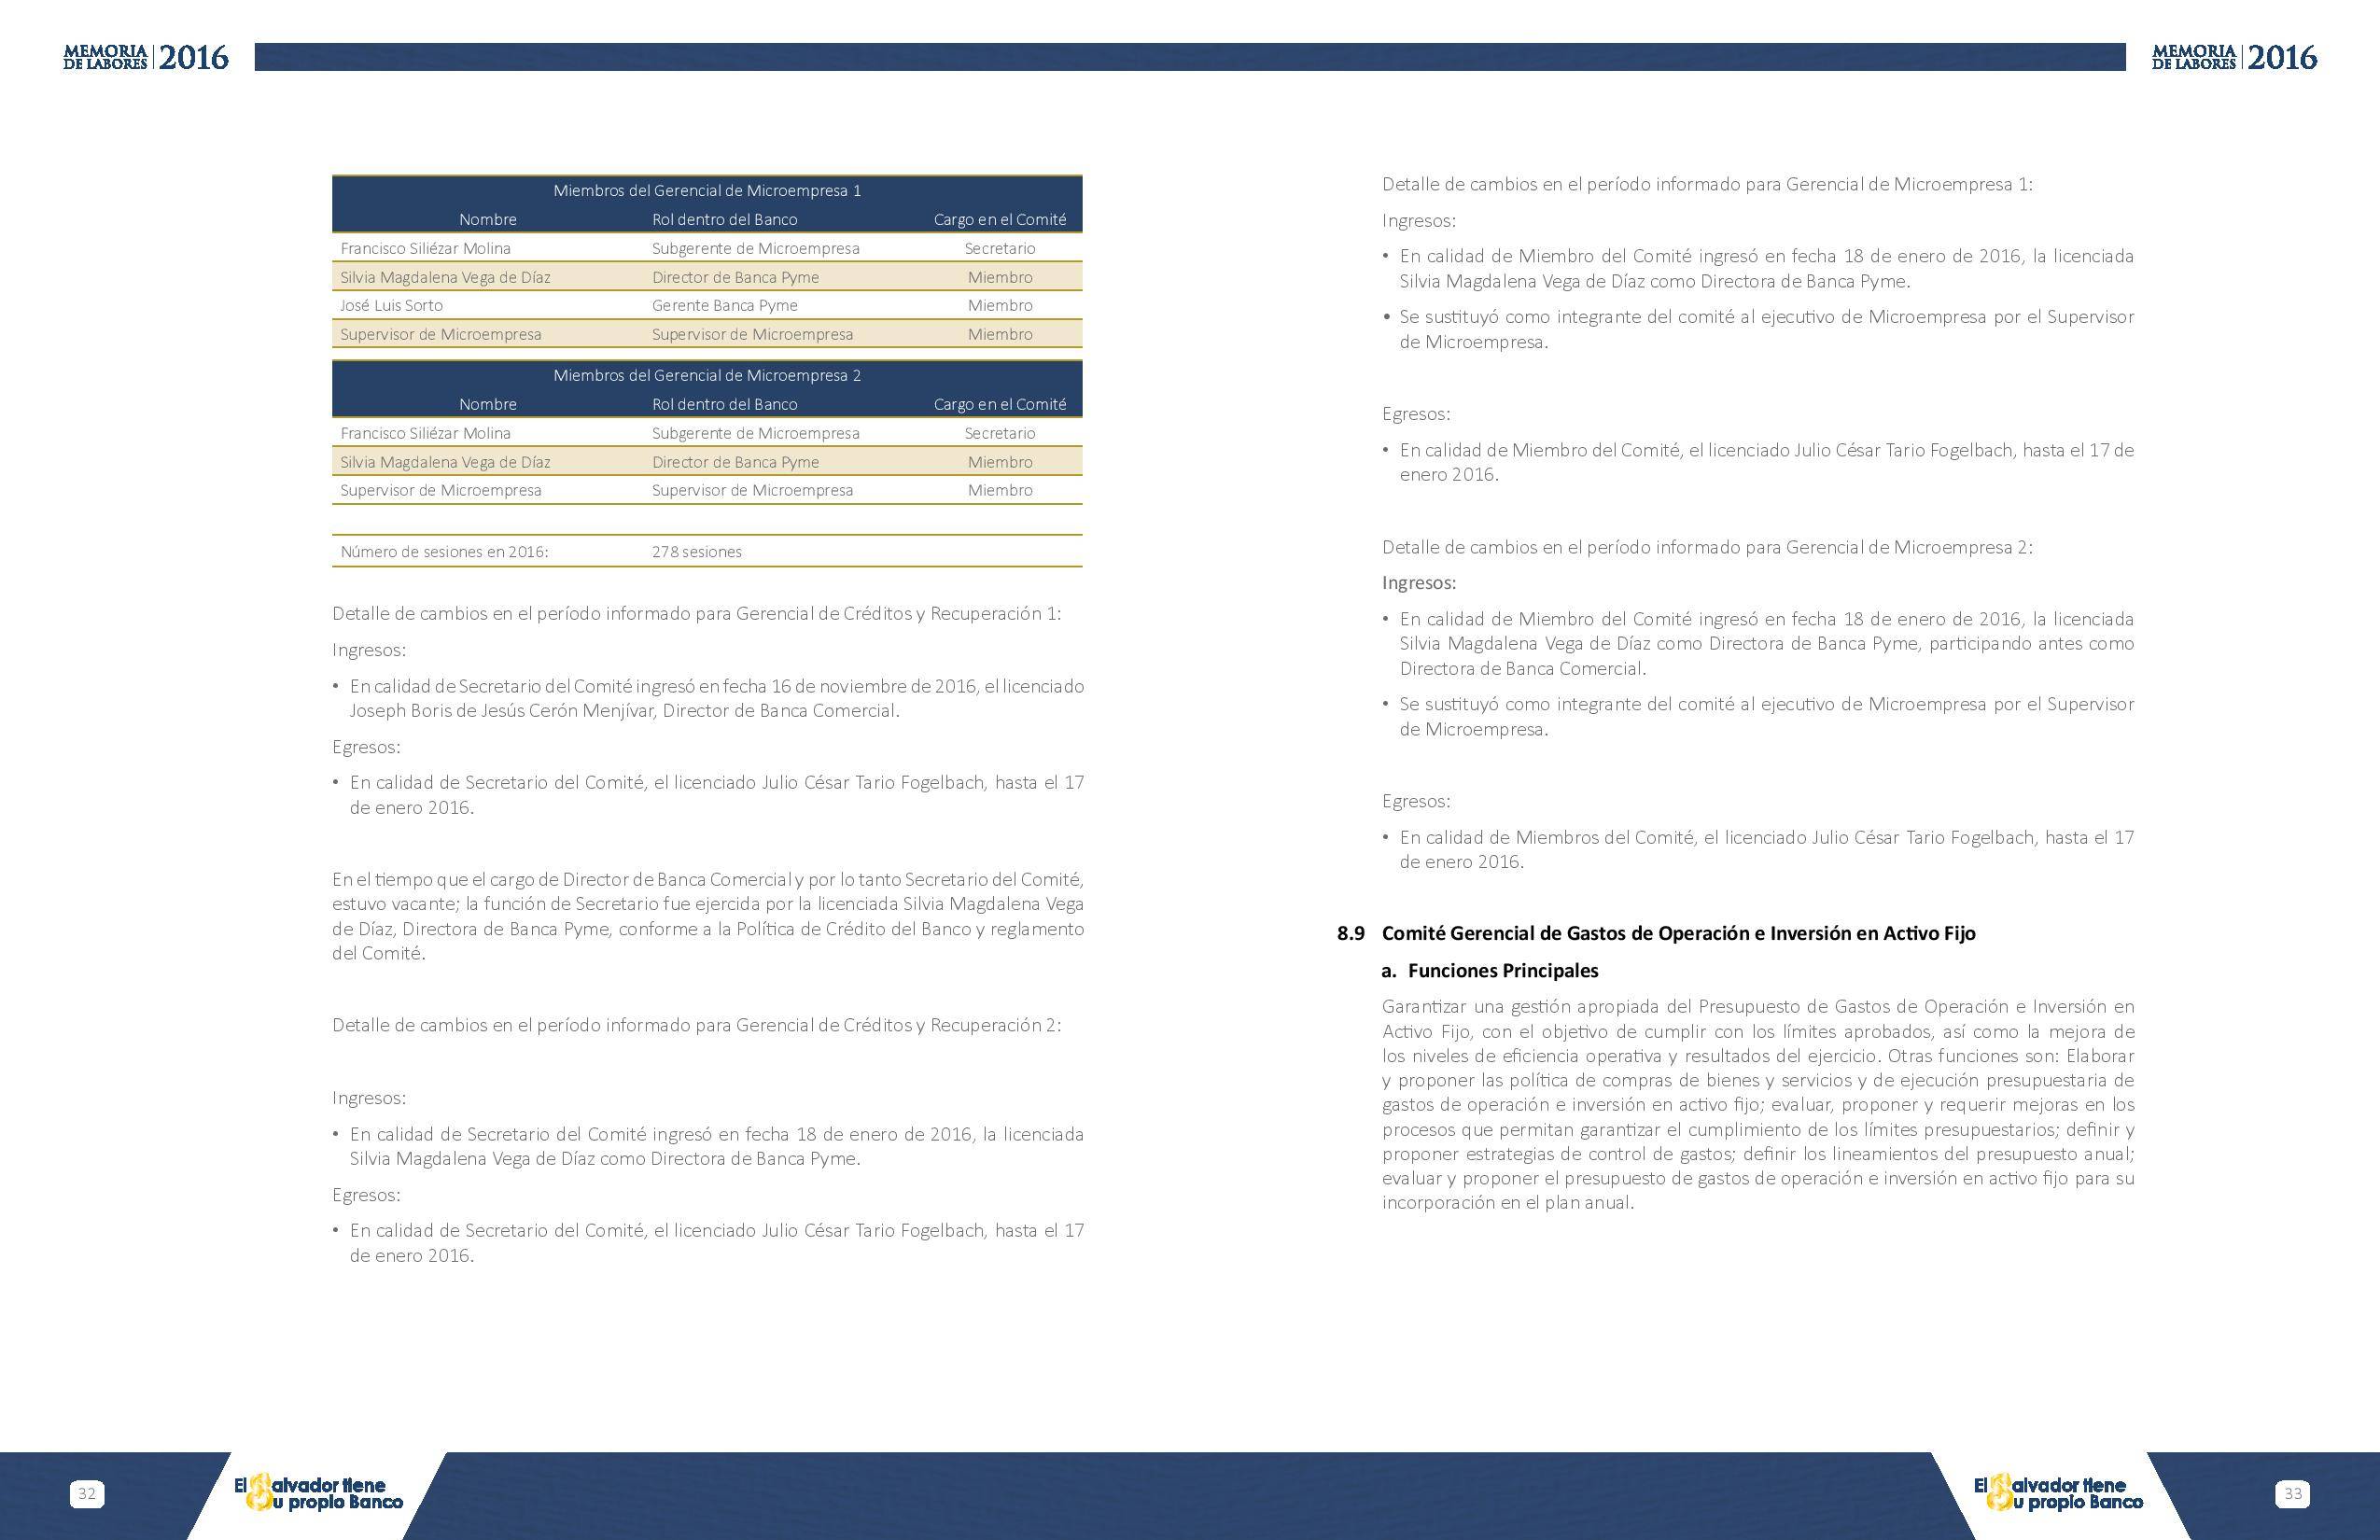 MEMORIA
DE LABORES 2016
MEMORIA
DE LABORES 2016
Miembros del Gerencial de Microempresa 1
Nombre Rol dentro del Banco Cargo en el Comité
Francisco Siliézar Molina Subgerente de Microempresa Secretario
Silvia Magdalena Vega de Díaz Director de Banca Pyme Miembro
José Luis Sorto Gerente Banca Pyme Miembro
Supervisor de Microempresa Supervisor de Microempresa Miembro
Miembros del Gerencial de Microempresa 2
Nombre Rol dentro del Banco Cargo en el Comité
Francisco Siliézar Molina Subgerente de Microempresa Secretario
Silvia Magdalena Vega de Díaz Director de Banca Pyme Miembro
Supervisor de Microempresa Supervisor de Microempresa Miembro
Número de sesiones en 2016: 278 sesiones
Detalle de cambios en el período informado para Gerencial de Créditos y Recuperación 1:
Ingresos:
• En calidad de Secretario del Comité ingresó en fecha 16 de noviembre de 2016, el licenciado
Joseph Boris de Jesús Cerón Menjívar, Director de Banca Comercial.
Egresos:
• En calidad de Secretario del Comité, el licenciado Julio César Tario Fogelbach, hasta el 17
de enero 2016.
En el tiempo que el cargo de Director de Banca Comercial y por lo tanto Secretario del Comité,
estuvo vacante; la función de Secretario fue ejercida por la licenciada Silvia Magdalena Vega
de Díaz, Directora de Banca Pyme, conforme a la Política de Crédito del Banco y reglamento
del Comité.
Detalle de cambios en el período informado para Gerencial de Créditos y Recuperación 2:
Ingresos:
• En calidad de Secretario del Comité ingresó en fecha 18 de enero de 2016, la licenciada
Silvia Magdalena Vega de Díaz como Directora de Banca Pyme.
Egresos:
• En calidad de Secretario del Comité, el licenciado Julio César Tario Fogelbach, hasta el 17
de enero 2016.
Detalle de cambios en el período informado para Gerencial de Microempresa 1:
Ingresos:
• En calidad de Miembro del Comité ingresó en fecha 18 de enero de 2016, la licenciada
Silvia Magdalena Vega de Díaz como Directora de Banca Pyme.
• Se sustituyó como integrante del comité al ejecutivo de Microempresa por el Supervisor
de Microempresa.
Egresos:
• En calidad de Miembro del Comité, el licenciado Julio César Tario Fogelbach, hasta el 17 de
enero 2016.
Detalle de cambios en el período informado para Gerencial de Microempresa 2:
Ingresos:
• En calidad de Miembro del Comité ingresó en fecha 18 de enero de 2016, la licenciada
Silvia Magdalena Vega de Díaz como Directora de Banca Pyme, participando antes como
Directora de Banca Comercial.
• Se sustituyó como integrante del comité al ejecutivo de Microempresa por el Supervisor
de Microempresa.
Egresos:
• En calidad de Miembros del Comité, el licenciado Julio César Tario Fogelbach, hasta el 17
de enero 2016.
8.9 Comité Gerencial de Gastos de Operación e Inversión en Activo Fijo
a. Funciones Principales
Garantizar una gestión apropiada del Presupuesto de Gastos de Operación e Inversión en
Activo Fijo, con el objetivo de cumplir con los límites aprobados, así como la mejora de
los niveles de eficiencia operativa y resultados del ejercicio. Otras funciones son: Elaborar
y proponer las política de compras de bienes y servicios y de ejecución presupuestaria de
gastos de operación e inversión en activo fijo; evaluar, proponer y requerir mejoras en los
procesos que permitan garantizar el cumplimiento de los límites presupuestarios; definir y
proponer estrategias de control de gastos; definir los lineamientos del presupuesto anual;
evaluar y proponer el presupuesto de gastos de operación e inversión en activo fijo para su
incorporación en el plan anual.
32
El Salvador tiene
Su propio Banco
El Salvador tiene
Su propio Banco
33